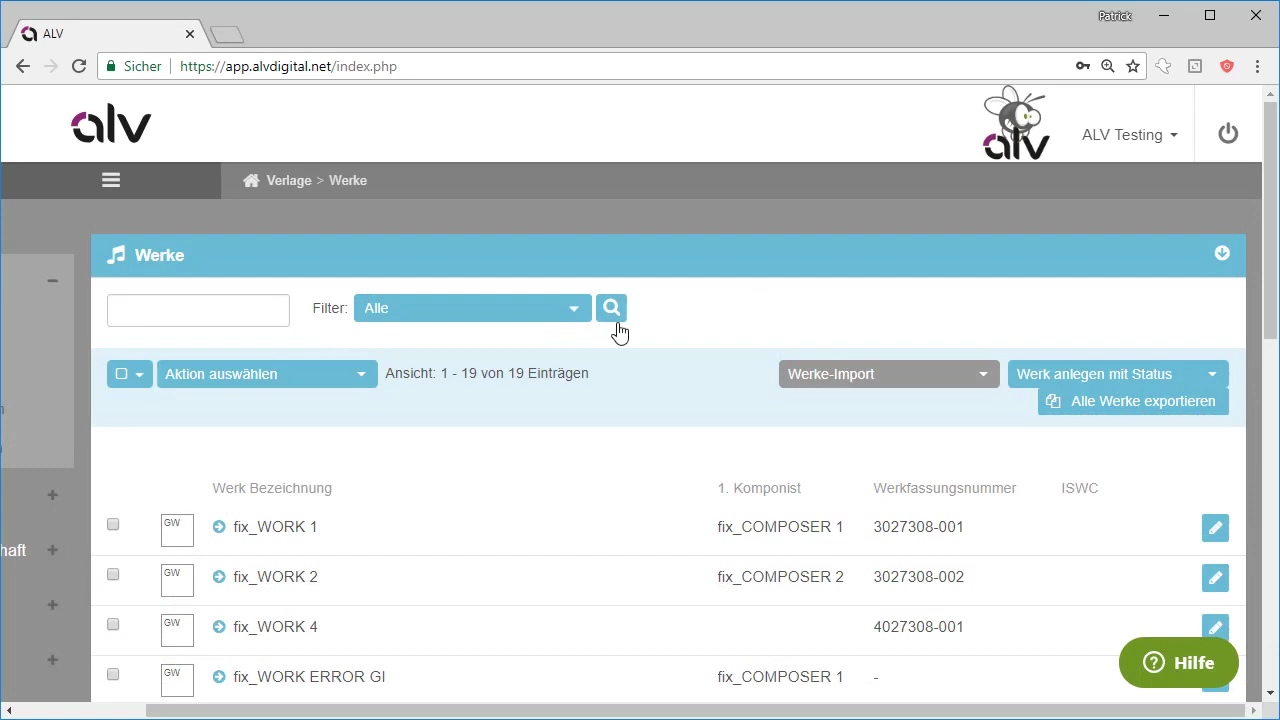 Patrick
ALV
Sicher https://app.alvdigital.net/index.php
alv
alv
ALV Testing
Verlage > Werke
Werke
Filter: Alle
Aktion auswählen Ansicht: 1 - 19 von 19 Einträgen Werke-Import Werk anlegen mit Status
Alle Werke exportieren
Werk Bezeichnung 1. Komponist Werkfassungsnummer ISWC
GW fix_WORK 1 fix_COMPOSER 1 3027308-001
haft
GW fix_WORK 2 fix_COMPOSER 2 3027308-002
GW fix_WORK 4 4027308-001
GW fix_WORK ERROR GI fix_COMPOSER 1 -
Hilfe